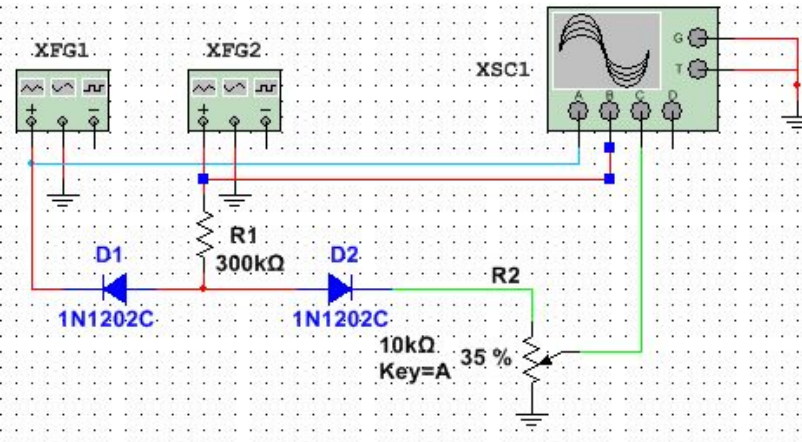 XFG1
XFG2
XSC1
G
T
A B C D
+ −
+ −
R1
300kΩ
D1
1N1202C
D2
1N1202C
R2
10kΩ
35 %
Key=A